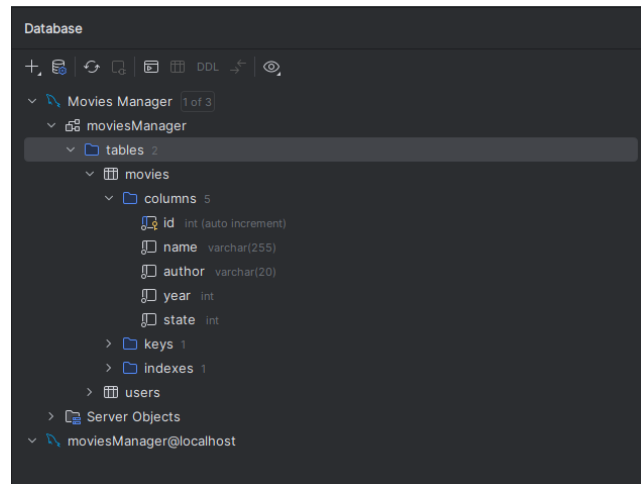 Database
DDL
Movies Manager 1 of 3
moviesManager
tables 2
movies
columns 5
id int (auto increment)
name varchar(255)
author varchar(20)
year int
state int
keys 1
indexes 1
users
Server Objects
moviesManager@localhost